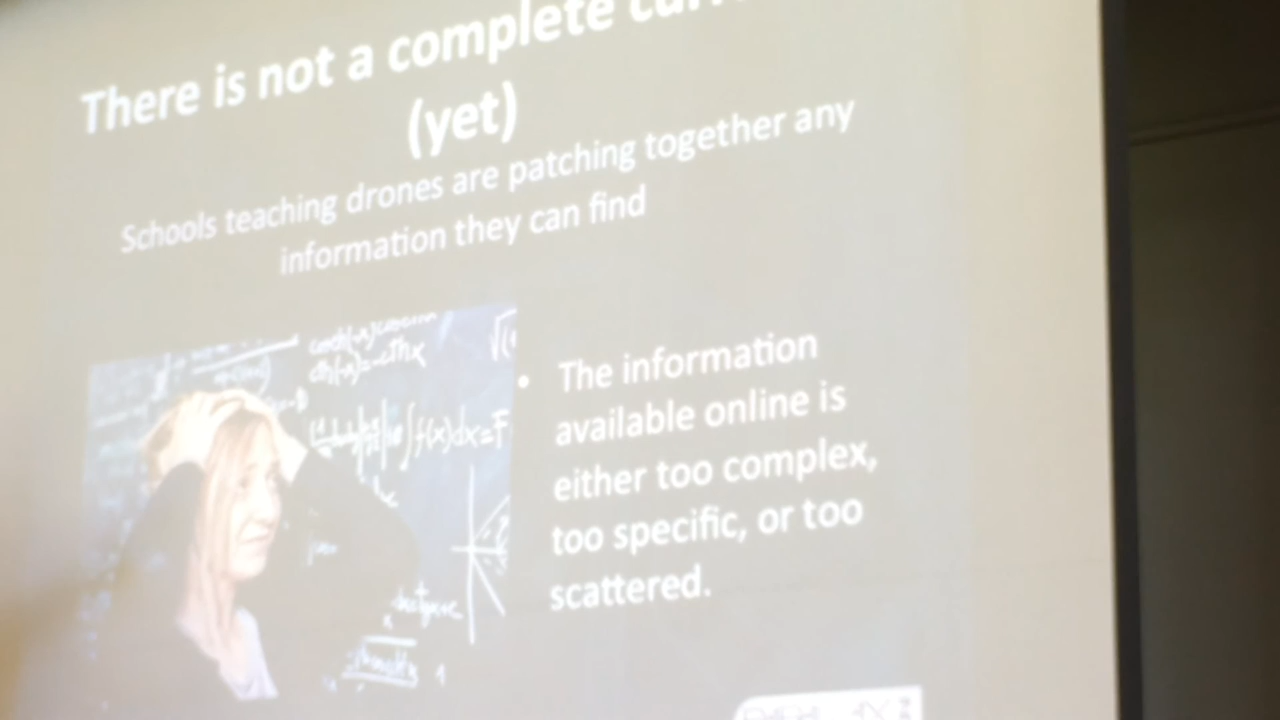 There is not a complete
(yet)
Schools teaching drones are patching together any
information they can find
• The information
available online is
either too complex,
too specific, or too
scattered.
∫f(x)dx=F